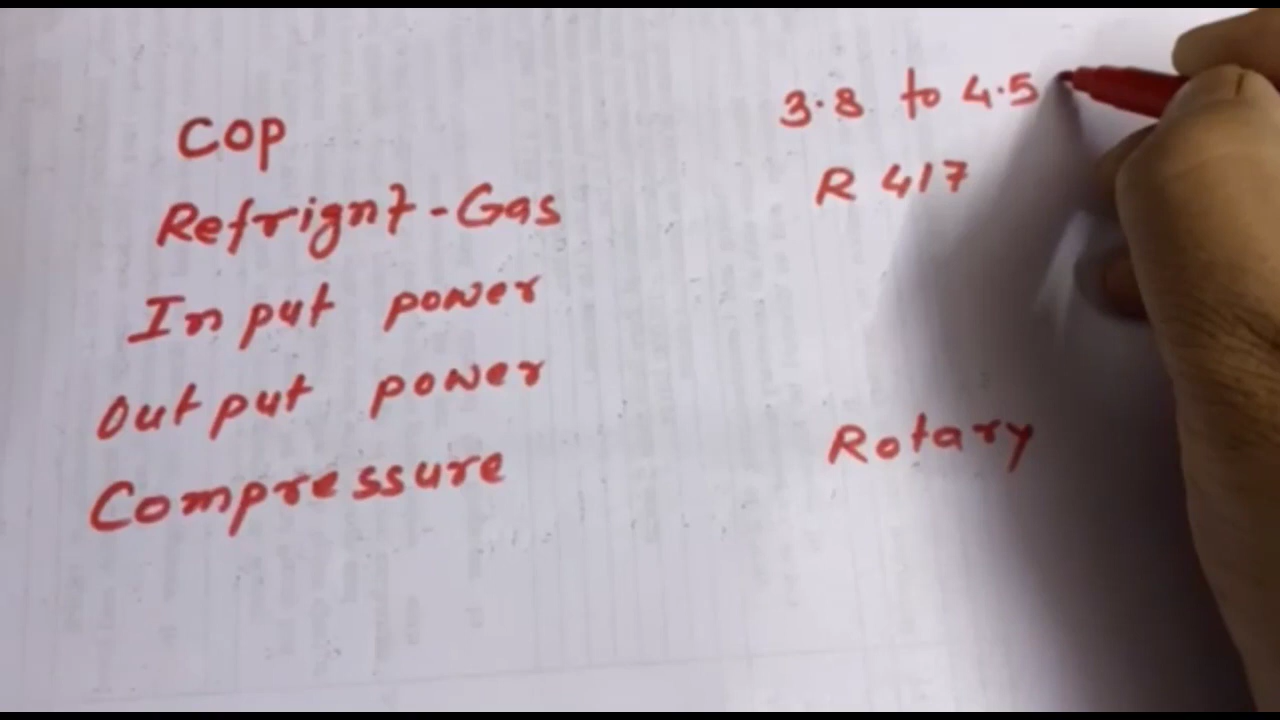 COP 3.8 to 4.5
Refrignt-Gas R 417
Input power
Output power
Compressure Rotary